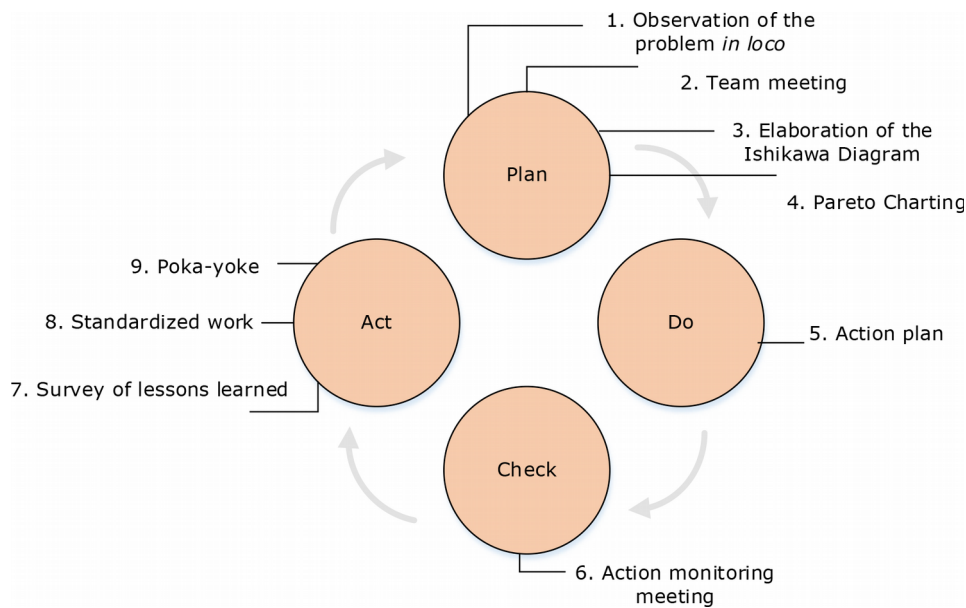 1. Observation of the
problem in loco
2. Team meeting
3. Elaboration of the
Ishikawa Diagram
Plan
4. Pareto Charting
9. Poka-yoke
8. Standardized work
Act
Do
5. Action plan
7. Survey of lessons learned
Check
6. Action monitoring
meeting